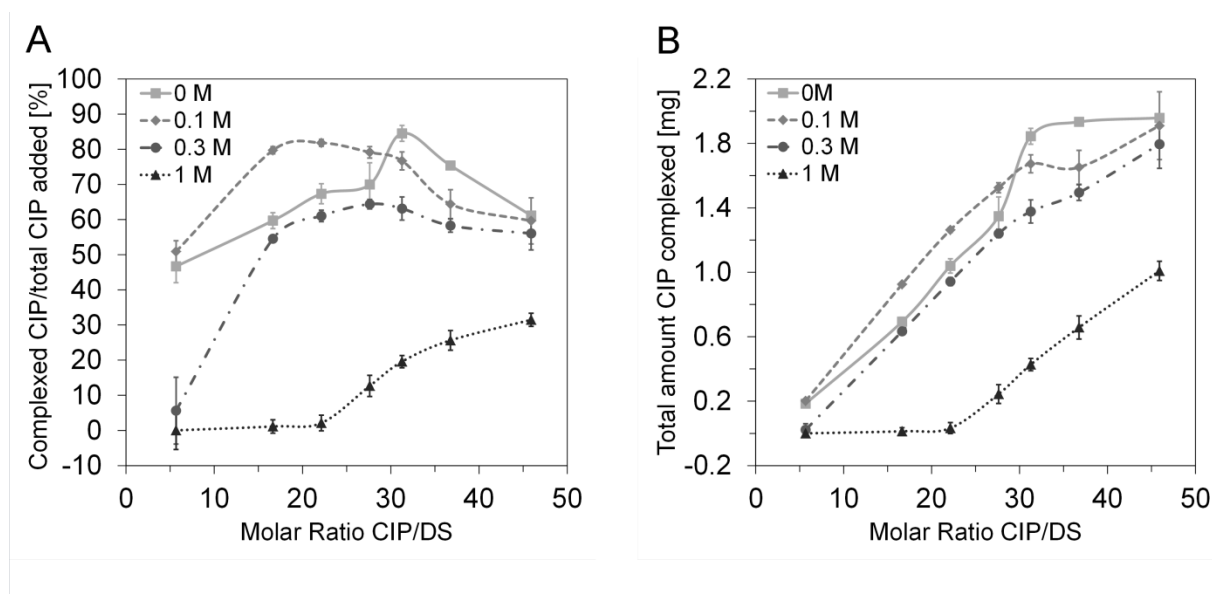 A
Complexed CIP/total CIP added [%]
100
90
80
70
60
50
40
30
20
10
0
-10
0 M
0.1 M
0.3 M
1 M
0 10 20 30 40 50
Molar Ratio CIP/DS
B
Total amount CIP complexed [mg]
2.2
1.8
1.4
1.0
0.6
0.2
-0.2
0M
0.1 M
0.3 M
1 M
0 10 20 30 40 50
Molar Ratio CIP/DS